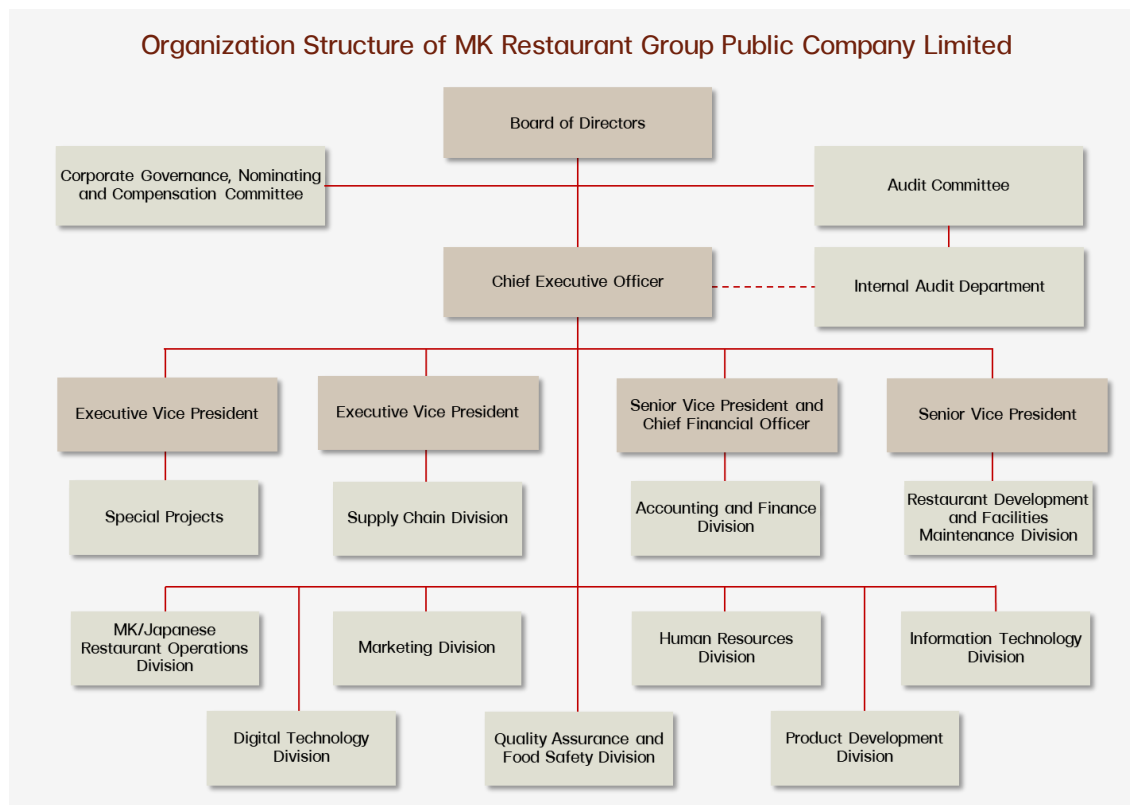 Organization Structure of MK Restaurant Group Public Company Limited
Board of Directors
Corporate Governance, Nominating
and Compensation Committee
Audit Committee
Chief Executive Officer
Internal Audit Department
Executive Vice President
Executive Vice President
Senior Vice President and
Chief Financial Officer
Senior Vice President
Special Projects
Supply Chain Division
Accounting and Finance
Division
Restaurant Development
and Facilities
Maintenance Division
MK/Japanese
Restaurant Operations
Division
Marketing Division
Human Resources
Division
Information Technology
Division
Digital Technology
Division
Quality Assurance and
Food Safety Division
Product Development
Division